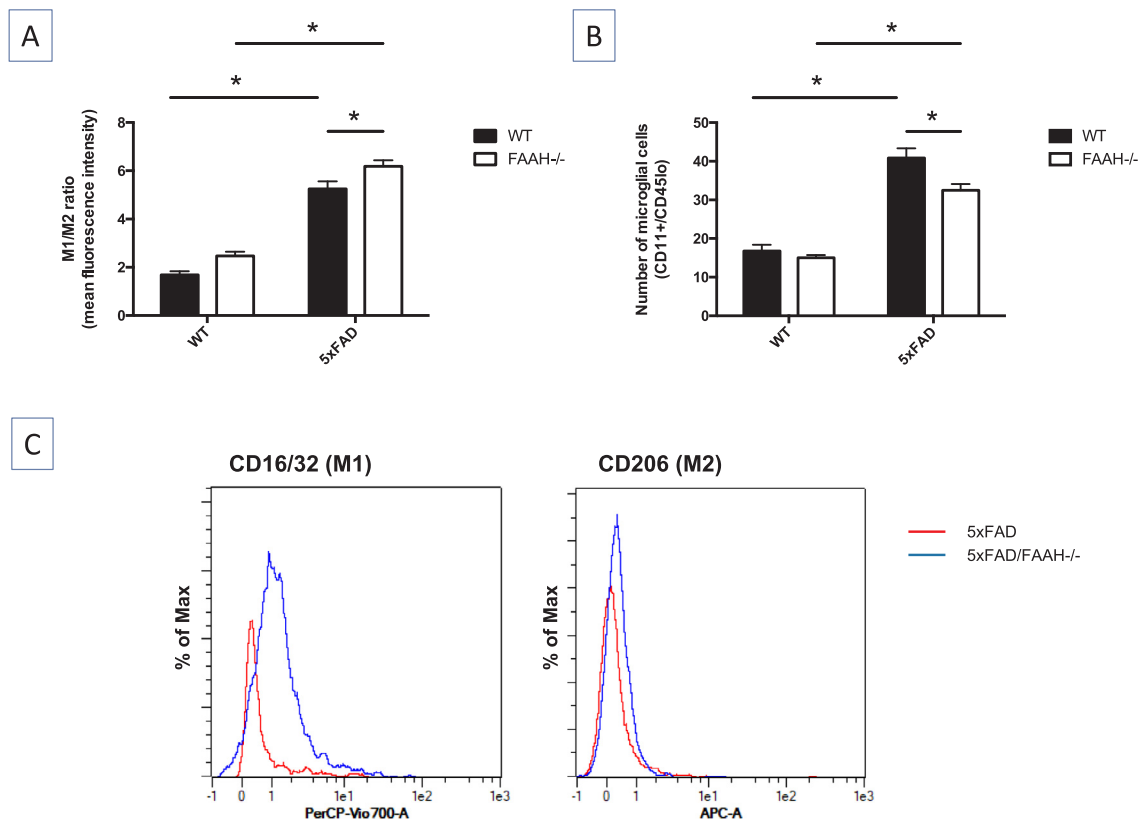 A
*
*
*
8
6
4
2
0
M1/M2 ratio
(mean fluorescence intensity)
WT
5xFAD
WT
FAAH-/-
B
*
*
*
50
40
30
20
10
0
Number of microglial cells
(CD11+/CD45lo)
WT
5xFAD
WT
FAAH-/-
C
CD16/32 (M1)
% of Max
-1 0 1 1e1 1e2 1e3
PerCP-Vio700-A
CD206 (M2)
% of Max
-1 0 1 1e1 1e2 1e3
APC-A
5xFAD
5xFAD/FAAH-/-